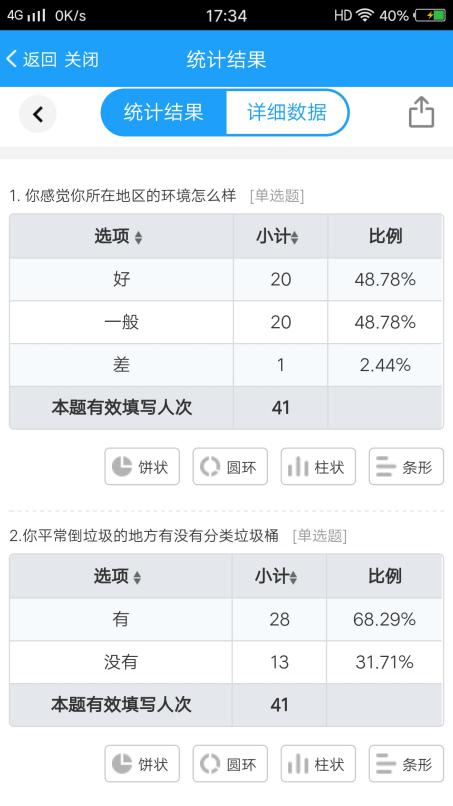 4G 0K/s 17:34 HD 40%
返回 关闭 统计结果
统计结果 详细数据
1. 你感觉你所在地区的环境怎么样 [单选题]
选项 小计 比例
好 20 48.78%
一般 20 48.78%
差 1 2.44%
本题有效填写人次 41
饼状 圆环 柱状 条形
2.你平常倒垃圾的地方有没有分类垃圾桶 [单选题]
选项 小计 比例
有 28 68.29%
没有 13 31.71%
本题有效填写人次 41
饼状 圆环 柱状 条形